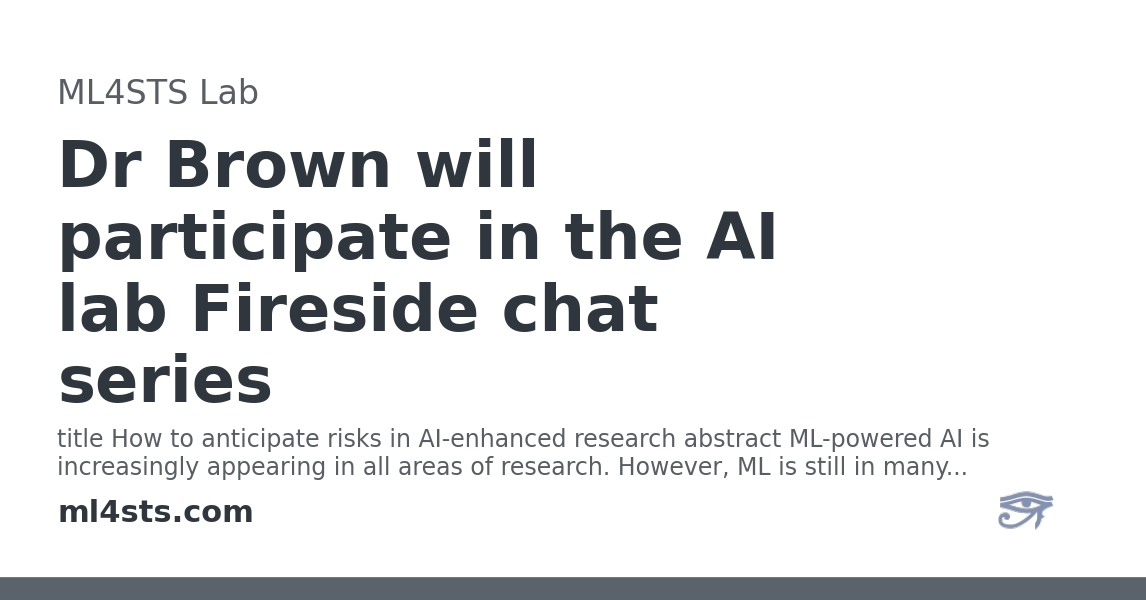 ML4STS Lab
Dr Brown will
participate in the AI
lab Fireside chat
series
title How to anticipate risks in AI-enhanced research abstract ML-powered AI is
increasingly appearing in all areas of research. However, ML is still in many...
ml4sts.com